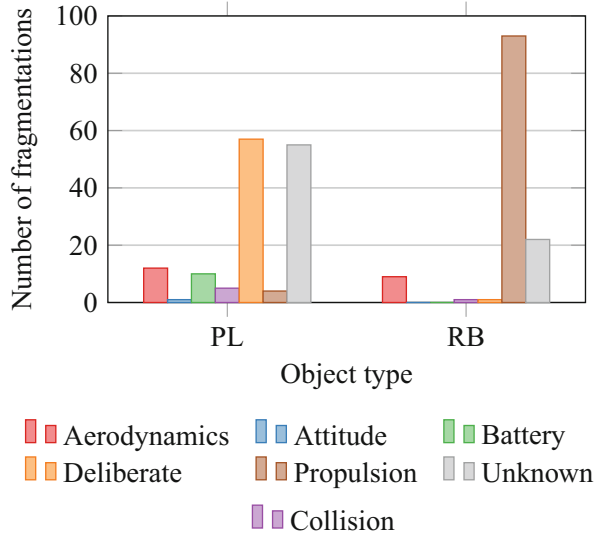 Number of fragmentations
100
80
60
40
20
0
PL RB
Object type
Aerodynamics Attitude Battery
Deliberate Propulsion Unknown
Collision